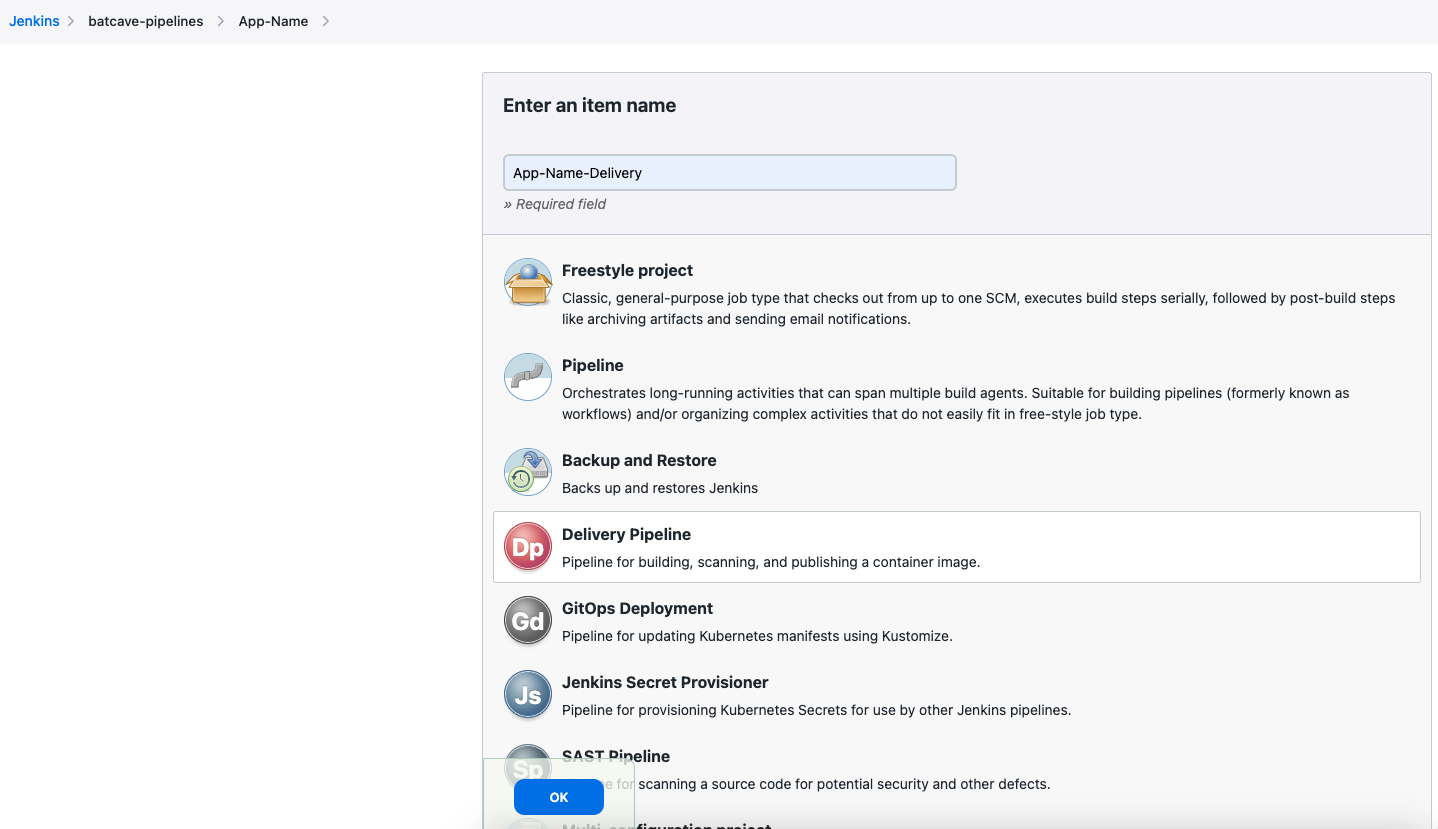 Jenkins > batcave-pipelines > App-Name >
Enter an item name
App-Name-Delivery
» Required field
Freestyle project
Classic, general-purpose job type that checks out from up to one SCM, executes build steps serially, followed by post-build steps
like archiving artifacts and sending email notifications.
Pipeline
Orchestrates long-running activities that can span multiple build agents. Suitable for building pipelines (formerly known as
workflows) and/or organizing complex activities that do not easily fit in free-style job type.
Backup and Restore
Backs up and restores Jenkins
Dp
Delivery Pipeline
Pipeline for building, scanning, and publishing a container image.
Gd
GitOps Deployment
Pipeline for updating Kubernetes manifests using Kustomize.
Js
Jenkins Secret Provisioner
Pipeline for provisioning Kubernetes Secrets for use by other Jenkins pipelines.
Sp
SAST Pipeline
for scanning a source code for potential security and other defects.
OK
Multi-configuration project